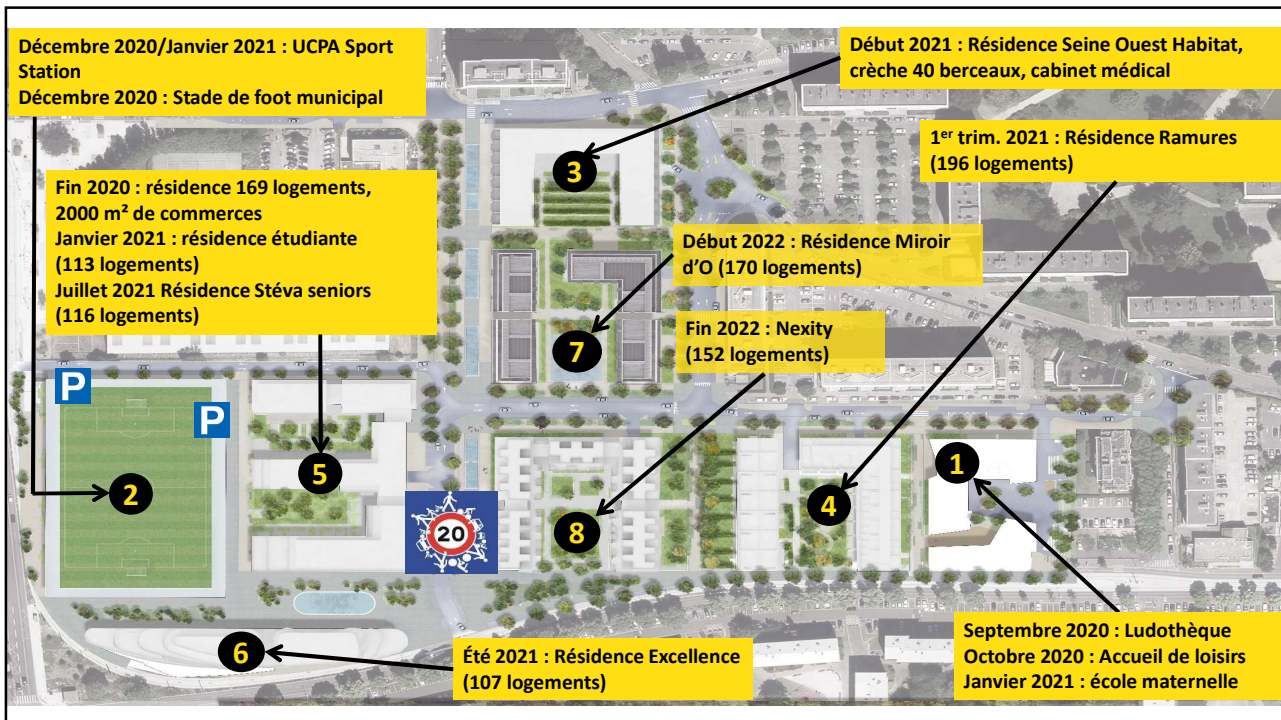 Décembre 2020/Janvier 2021 : UCPA Sport
Station
Décembre 2020 : Stade de foot municipal
Début 2021 : Résidence Seine Ouest Habitat,
crèche 40 berceaux, cabinet médical
1er trim. 2021 : Résidence Ramures
(196 logements)
3
Fin 2020 : résidence 169 logements,
2000 m² de commerces
Janvier 2021 : résidence étudiante
(113 logements)
Juillet 2021 Résidence Stéva seniors
(116 logements)
Début 2022 : Résidence Miroir
d'O (170 logements)
Fin 2022 : Nexity
(152 logements)
7
P
P
2
5
20
8
4
1
6
Été 2021 : Résidence Excellence
(107 logements)
Septembre 2020 : Ludothèque
Octobre 2020 : Accueil de loisirs
Janvier 2021 : école maternelle